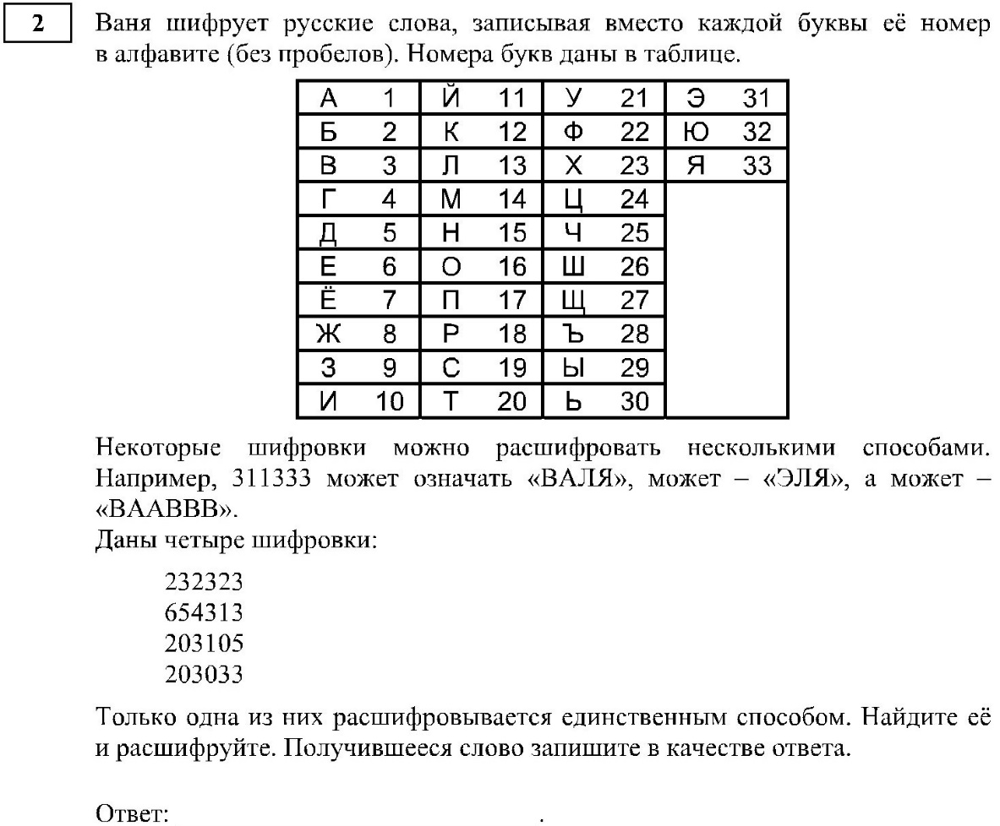 2
Ваня шифрует русские слова, записывая вместо каждой буквы её номер
в алфавите (без пробелов). Номера букв даны в таблице.
А 1 Й 11 У 21 Э 31
Б 2 К 12 Ф 22 Ю 32
В 3 Л 13 Х 23 Я 33
Г 4 М 14 Ц 24
Д 5 Н 15 Ч 25
Е 6 О 16 Ш 26
Ё 7 П 17 Щ 27
Ж 8 Р 18 Ъ 28
З 9 С 19 Ы 29
И 10 Т 20 Ь 30
Некоторые шифровки можно расшифровать несколькими способами.
Например, 311333 может означать «ВАЛЯ», может – «ЭЛЯ», а может –
«ВААВВВ».
Даны четыре шифровки:
232323
654313
203105
203033
Только одна из них расшифровывается единственным способом. Найдите её
и расшифруйте. Получившееся слово запишите в качестве ответа.
Ответ: .